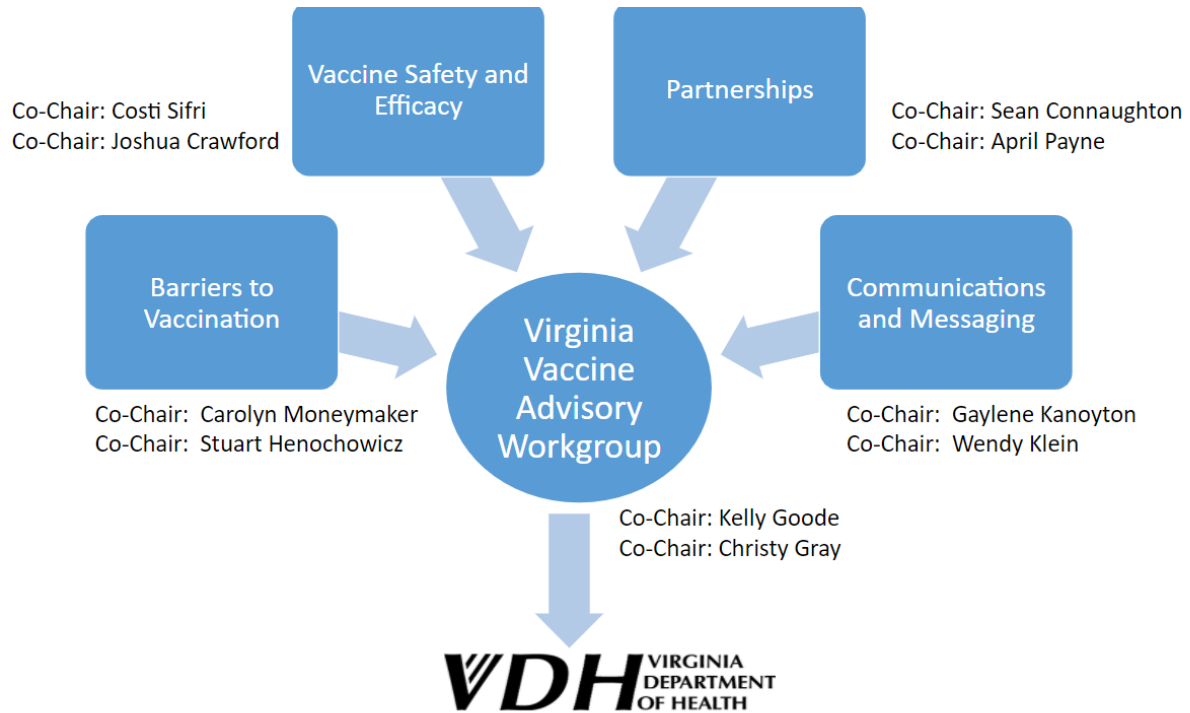 Vaccine Safety and
Efficacy
Partnerships
Co-Chair: Costi Sifri
Co-Chair: Joshua Crawford
Co-Chair: Sean Connaughton
Co-Chair: April Payne
Barriers to
Vaccination
Communications
and Messaging
Virginia
Vaccine
Advisory
Workgroup
Co-Chair: Carolyn Moneymaker
Co-Chair: Stuart Henochowicz
Co-Chair: Gaylene Kanoyton
Co-Chair: Wendy Klein
Co-Chair: Kelly Goode
Co-Chair: Christy Gray
VDH
VIRGINIA
DEPARTMENT
OF HEALTH